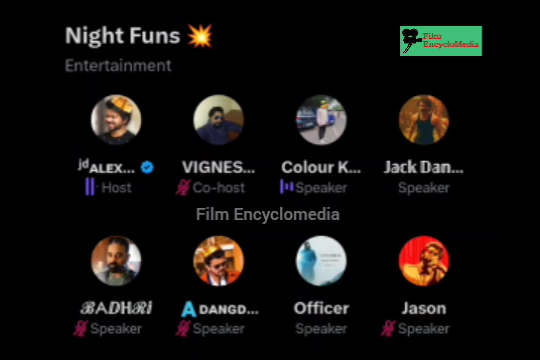 Night Funs 💥
Film
EncycloMedia
Entertainment
jdALEX... VIGNES... Colour K... Jack Dan...
Host Co-host Speaker Speaker
Film Encyclomedia
ℬADHRi A DANGD... Officer Jason
Speaker Speaker Speaker Speaker